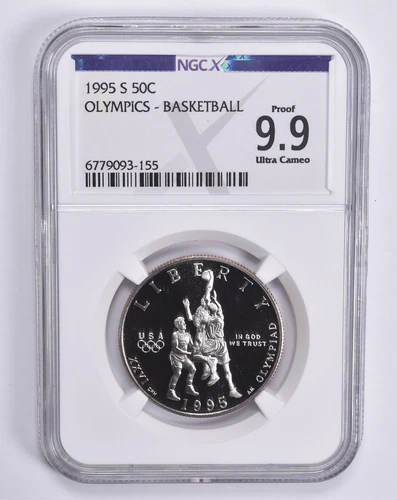 NGCX
1995 S 50C
OLYMPICS - BASKETBALL
6779093-155
Proof
9.9
Ultra Cameo
LIBERTY
USA
IN GOD
WE TRUST
XXVI
OLYMPIAD
1995